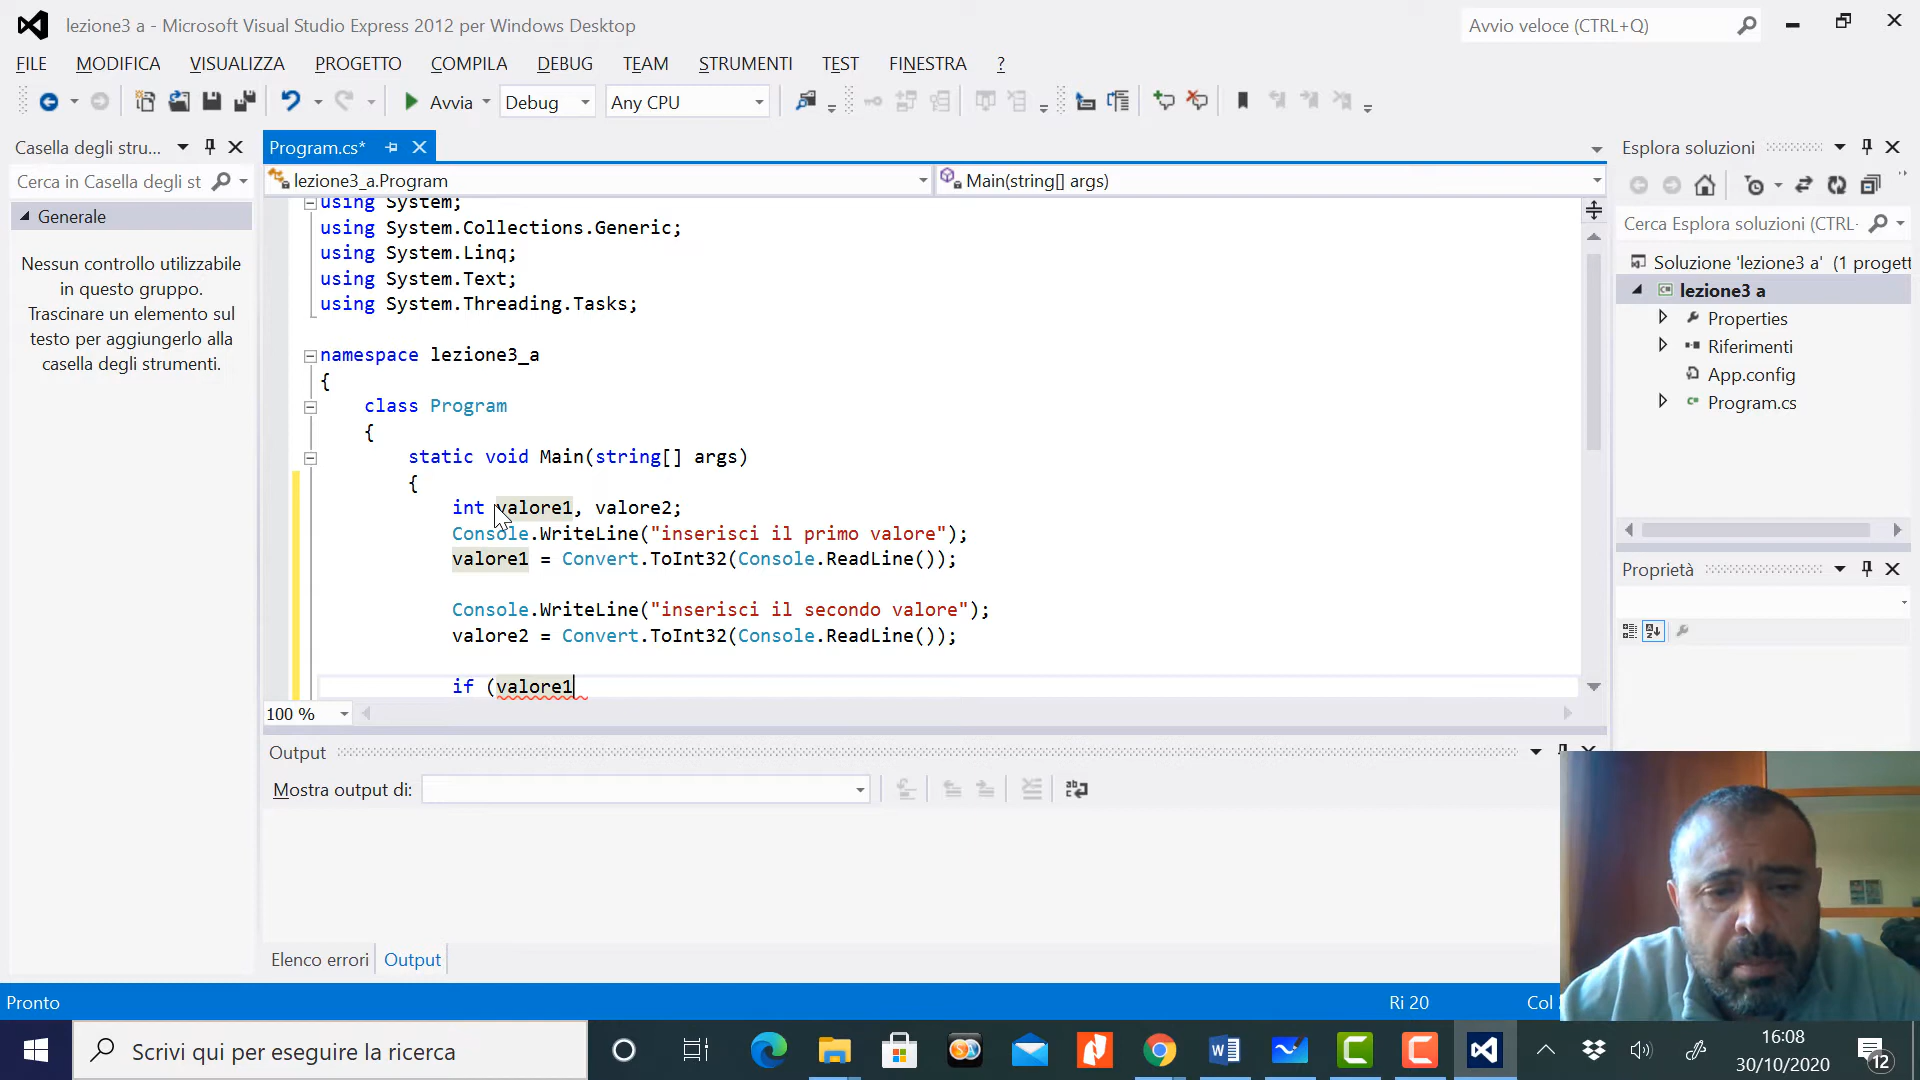 lezione3 a - Microsoft Visual Studio Express 2012 per Windows Desktop
Avvio veloce (CTRL+Q)
FILE MODIFICA VISUALIZZA PROGETTO COMPILA DEBUG TEAM STRUMENTI TEST FINESTRA ?
Avvia Debug Any CPU
Casella degli stru...
Program.cs*
Esplora soluzioni
Cerca in Casella degli st
lezione3_a.Program
Main(string[] args)
Generale
Nessun controllo utilizzabile
in questo gruppo.
Trascinare un elemento sul
testo per aggiungerlo alla
casella degli strumenti.
using System;
using System.Collections.Generic;
using System.Linq;
using System.Text;
using System.Threading.Tasks;
namespace lezione3_a
{
class Program
{
static void Main(string[] args)
{
int valore1, valore2;
Console.WriteLine("inserisci il primo valore");
valore1 = Convert.ToInt32(Console.ReadLine());
Console.WriteLine("inserisci il secondo valore");
valore2 = Convert.ToInt32(Console.ReadLine());
if (valore1
100 %
Cerca Esplora soluzioni (CTRL-
Soluzione 'lezione3 a' (1 progett
lezione3 a
Properties
Riferimenti
App.config
Program.cs
Proprietà
Output
Mostra output di:
Elenco errori
Output
Pronto
Ri 20
Col
Scrivi qui per eseguire la ricerca
16:08
30/10/2020
12